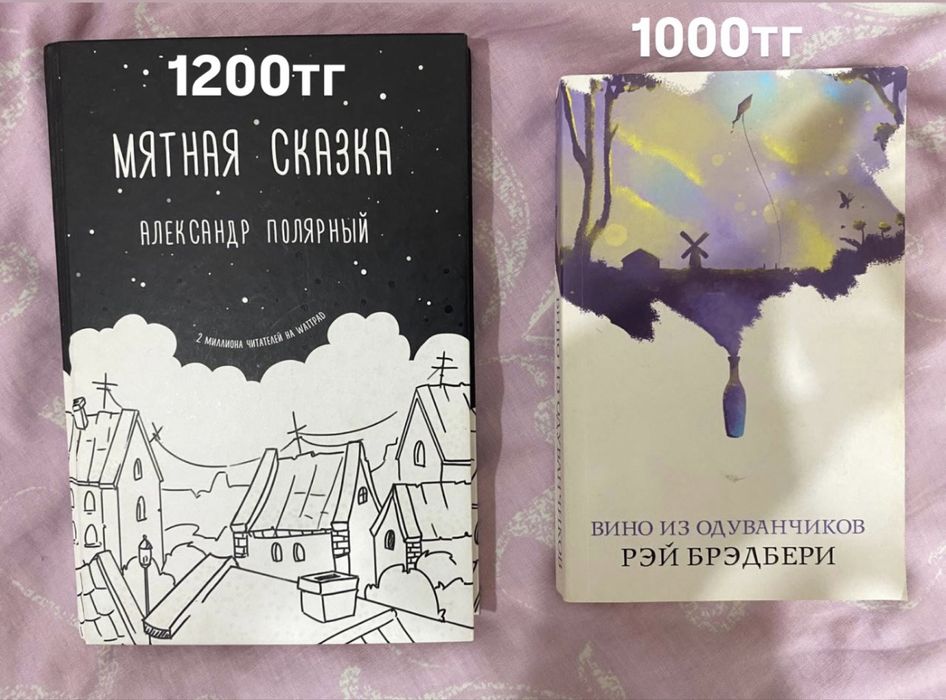 1200тг
МЯТНАЯ СКАЗКА
АЛЕКСАНДР ПОЛЯРНЫЙ
2 МИЛЛИОНА ЧИТАТЕЛЕЙ НА WATTPAD
1000тг
ВИНО ИЗ ОДУВАНЧИКОВ
РЭЙ БРЭДБЕРИ